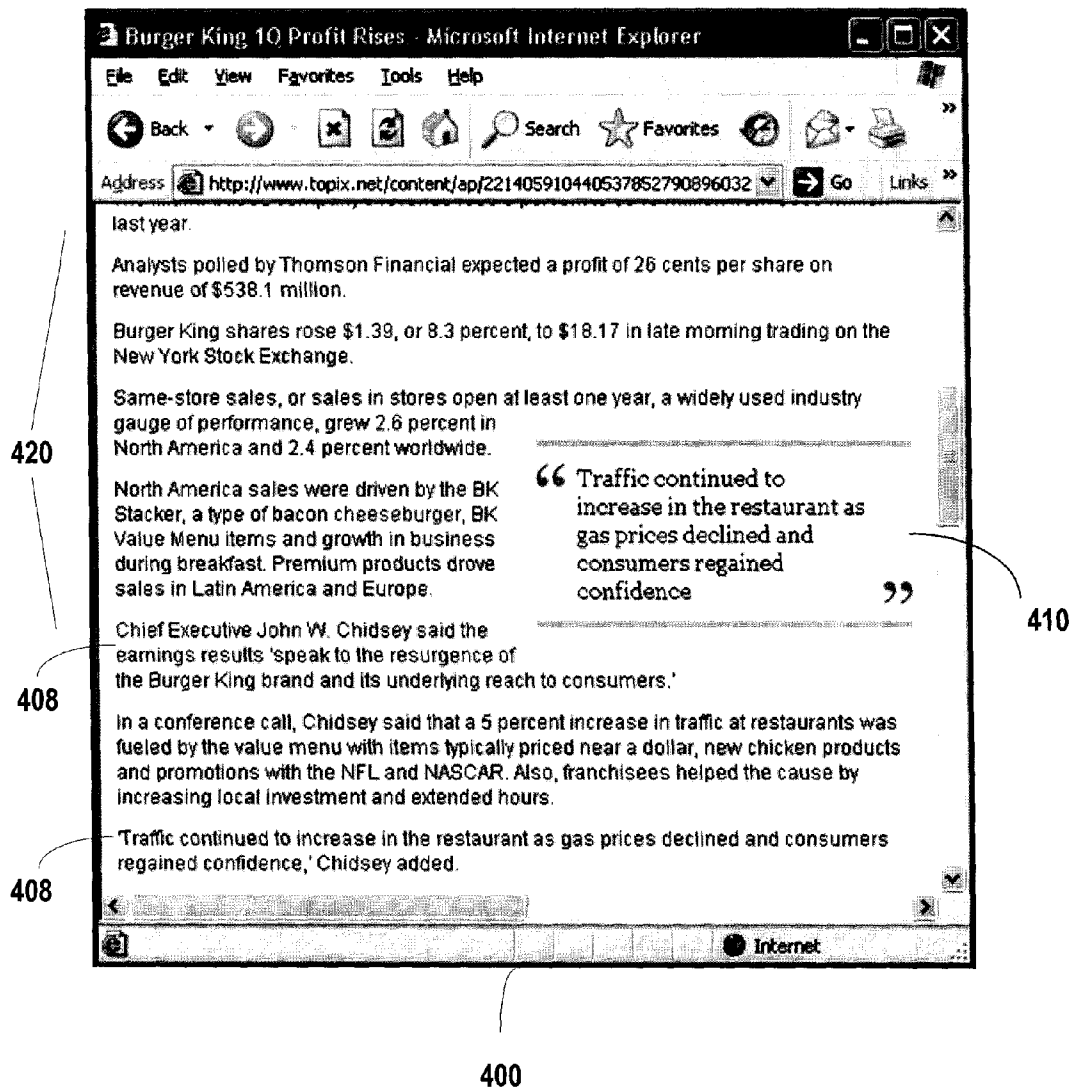 Burger King 1Q Profit Rises - Microsoft Internet Explorer
File Edit View Favorites Tools Help
Back Search Favorites »
Address http://www.topix.net/content/ap/221405910440537852790896032 Go Links »
last year.
Analysts polled by Thomson Financial expected a profit of 26 cents per share on
revenue of $538.1 million.
Burger King shares rose $1.39, or 8.3 percent, to $18.17 in late morning trading on the
New York Stock Exchange.
Same-store sales, or sales in stores open at least one year, a widely used industry
gauge of performance, grew 2.6 percent in
North America and 2.4 percent worldwide.
420
North America sales were driven by the BK
Stacker, a type of bacon cheeseburger, BK
Value Menu items and growth in business
during breakfast. Premium products drove
sales in Latin America and Europe.
“ Traffic continued to
increase in the restaurant as
gas prices declined and
consumers regained
confidence ”
410
Chief Executive John W. Chidsey said the
earnings results 'speak to the resurgence of
the Burger King brand and its underlying reach to consumers.'
408
In a conference call, Chidsey said that a 5 percent increase in traffic at restaurants was
fueled by the value menu with items typically priced near a dollar, new chicken products
and promotions with the NFL and NASCAR. Also, franchisees helped the cause by
increasing local investment and extended hours.
'Traffic continued to increase in the restaurant as gas prices declined and consumers
regained confidence,' Chidsey added.
408
Internet
400